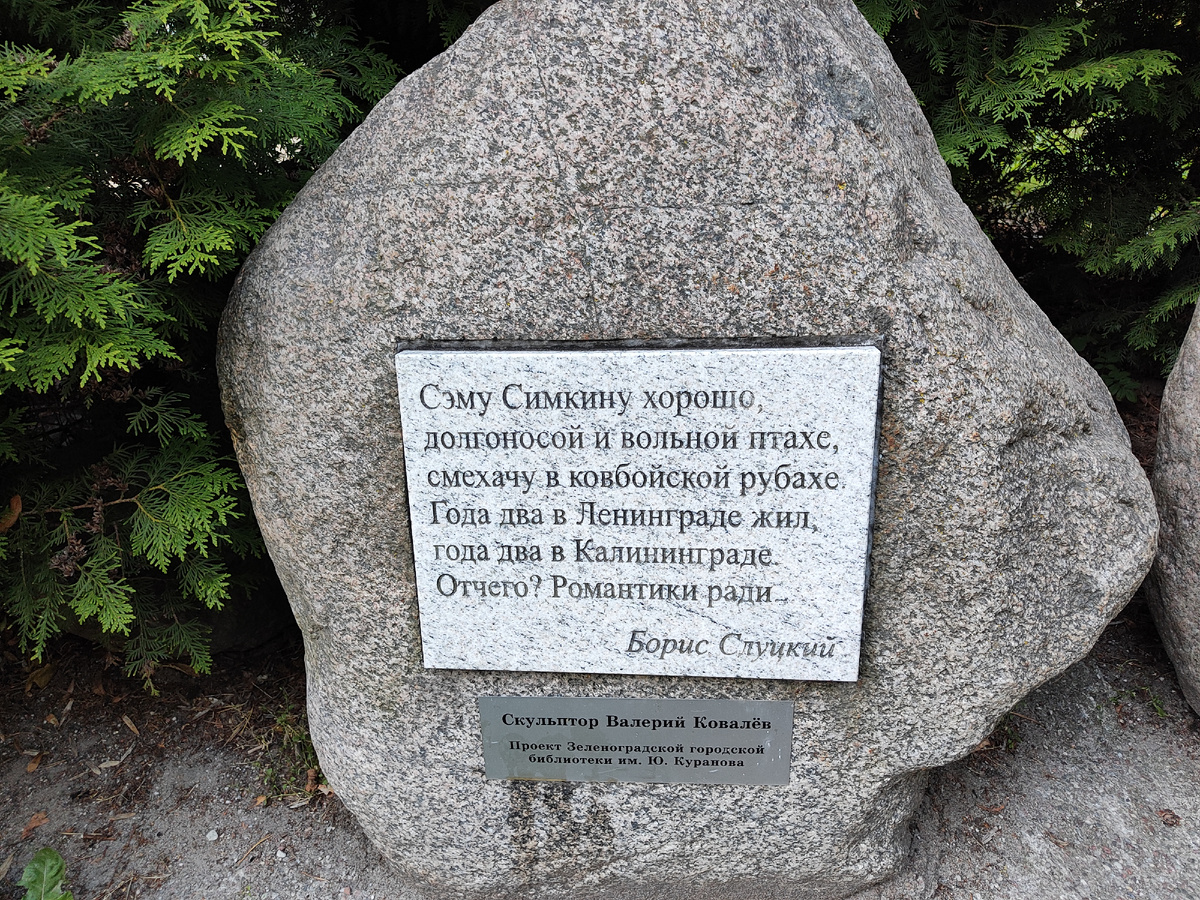 Сэму Симкину хорошо,
долгоносой и вольной птахе,
смехачу в ковбойской рубахе.
Года два в Ленинграде жил,
года два в Калининграде.
Отчего? Романтики ради...
Борис Слуцкий
Скульптор Валерий Ковалёв
Проект Зеленоградской городской
библиотеки им. Ю. Куранова